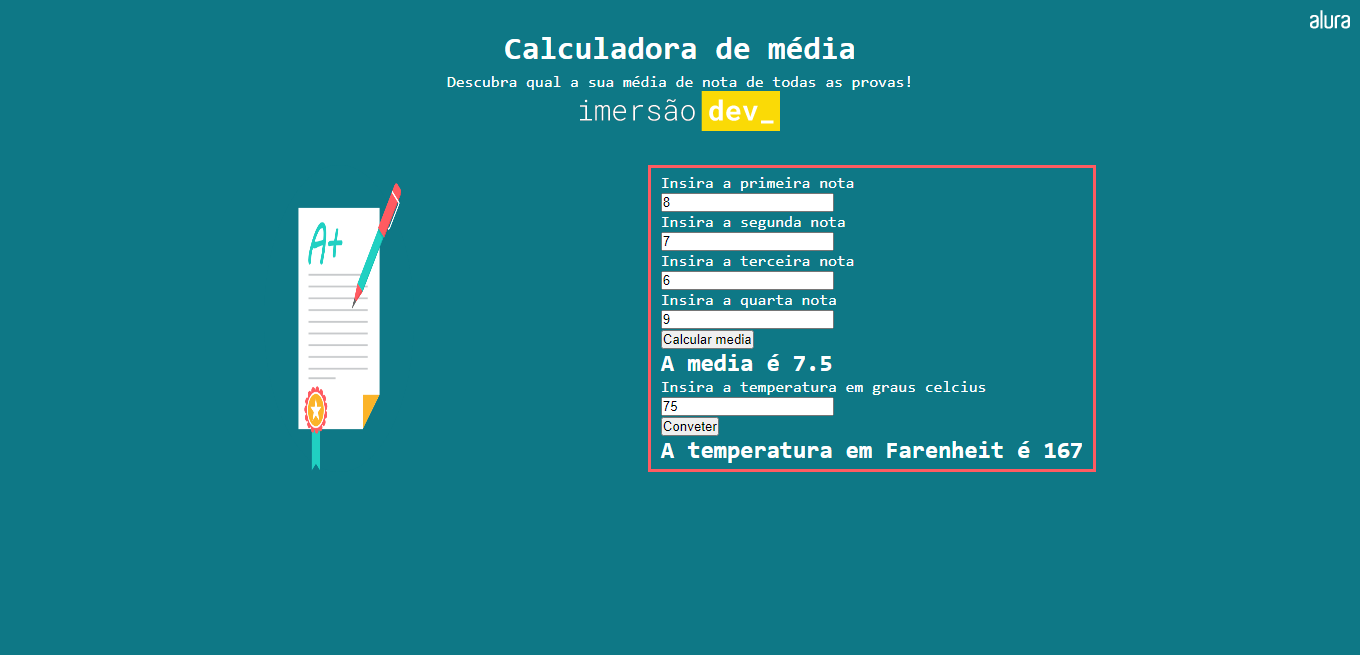 alura
Calculadora de média
Descubra qual a sua média de nota de todas as provas!
imersão dev_
A+
Insira a primeira nota
8
Insira a segunda nota
7
Insira a terceira nota
6
Insira a quarta nota
9
Calcular media
A media é 7.5
Insira a temperatura em graus celcius
75
Conveter
A temperatura em Farenheit é 167